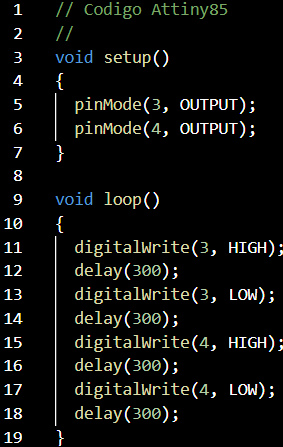 1 // Codigo Attiny85
2 //
3 void setup()
4 {
5 pinMode(3, OUTPUT);
6 pinMode(4, OUTPUT);
7 }
8
9 void loop()
10 {
11 digitalWrite(3, HIGH);
12 delay(300);
13 digitalWrite(3, LOW);
14 delay(300);
15 digitalWrite(4, HIGH);
16 delay(300);
17 digitalWrite(4, LOW);
18 delay(300);
19 }